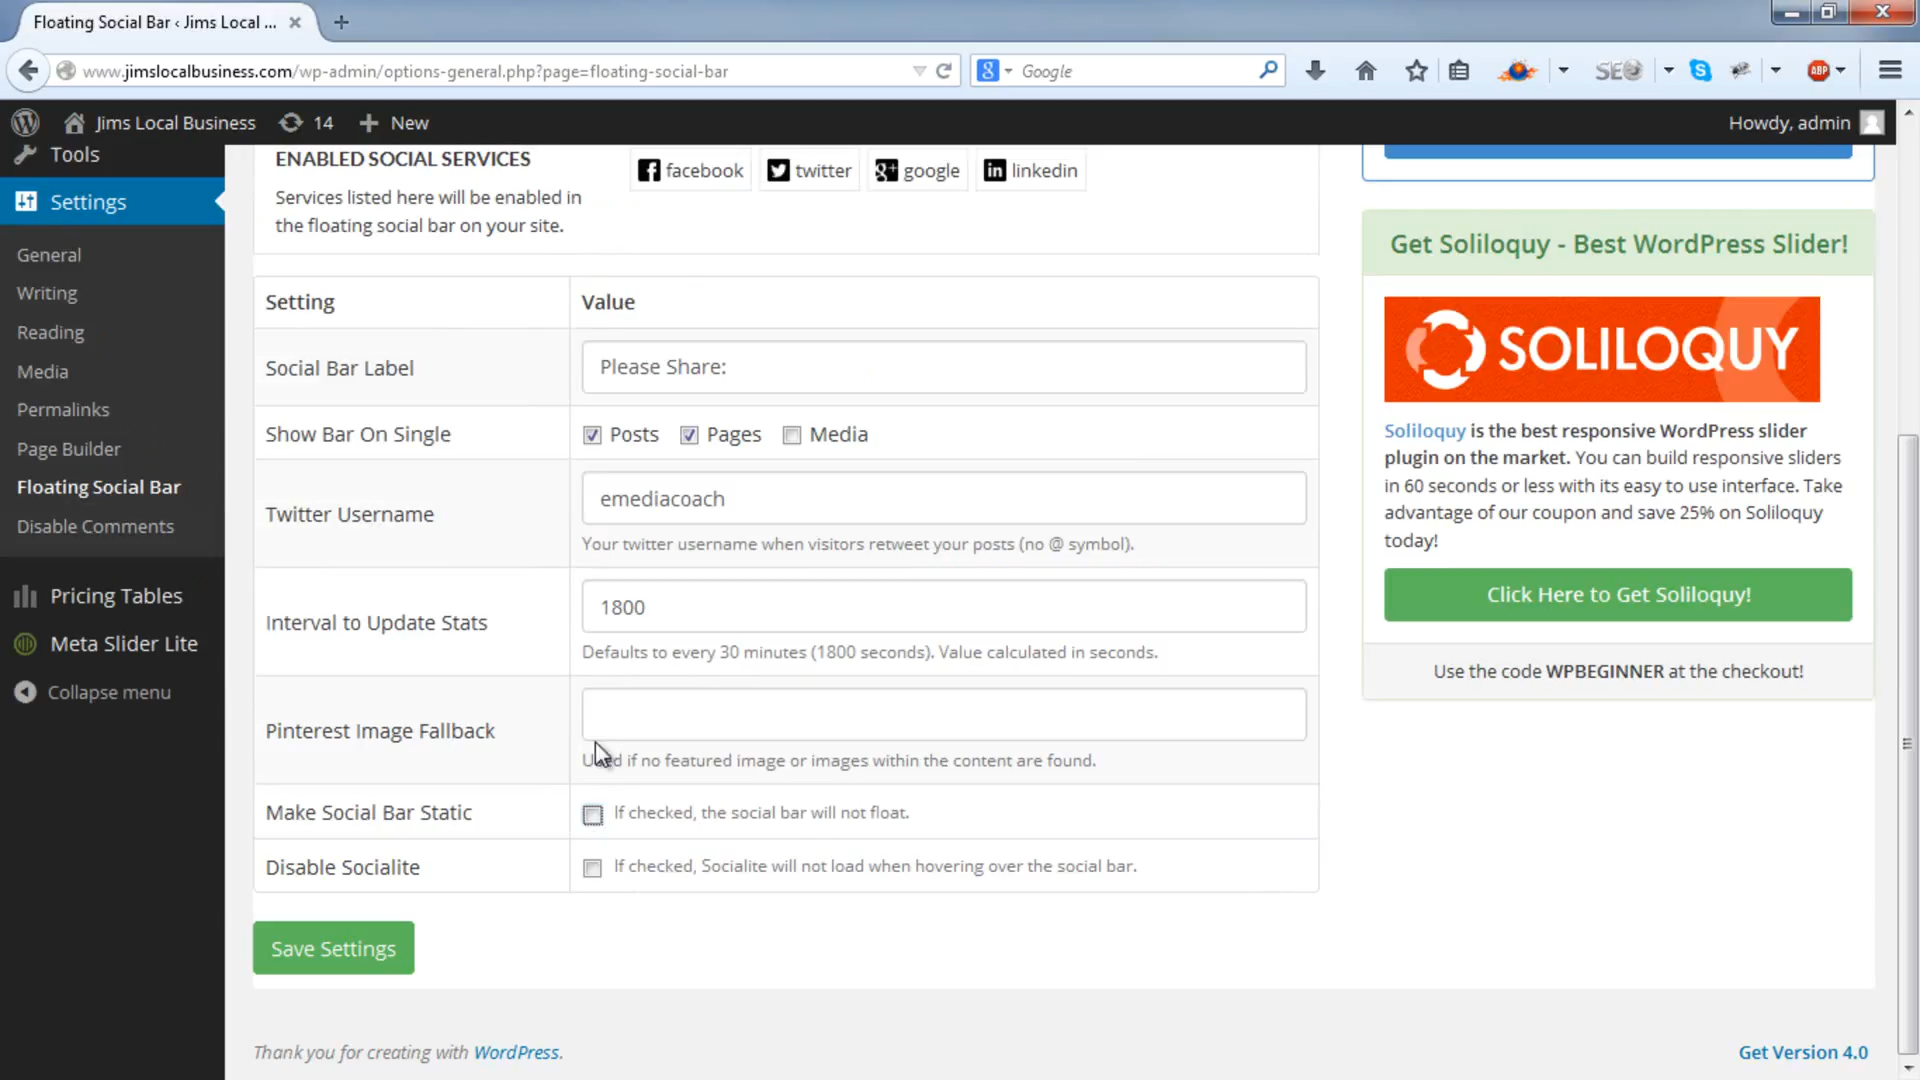 Floating Social Bar ‹ Jims Local ...
www.jimslocalbusiness.com/wp-admin/options-general.php?page=floating-social-bar
Google
SEO
ABP
Jims Local Business
14
New
Howdy, admin
Tools
Settings
General
Writing
Reading
Media
Permalinks
Page Builder
Floating Social Bar
Disable Comments
Pricing Tables
Meta Slider Lite
Collapse menu
ENABLED SOCIAL SERVICES
Services listed here will be enabled in
the floating social bar on your site.
facebook
twitter
google
linkedin
Setting
Value
Social Bar Label
Please Share:
Show Bar On Single
Posts
Pages
Media
Twitter Username
emediacoach
Your twitter username when visitors retweet your posts (no @ symbol).
Interval to Update Stats
1800
Defaults to every 30 minutes (1800 seconds). Value calculated in seconds.
Pinterest Image Fallback
Used if no featured image or images within the content are found.
Make Social Bar Static
If checked, the social bar will not float.
Disable Socialite
If checked, Socialite will not load when hovering over the social bar.
Save Settings
Get Soliloquy - Best WordPress Slider!
SOLILOQUY
Soliloquy is the best responsive WordPress slider
plugin on the market. You can build responsive sliders
in 60 seconds or less with its easy to use interface. Take
advantage of our coupon and save 25% on Soliloquy
today!
Click Here to Get Soliloquy!
Use the code WPBEGINNER at the checkout!
Thank you for creating with WordPress.
Get Version 4.0